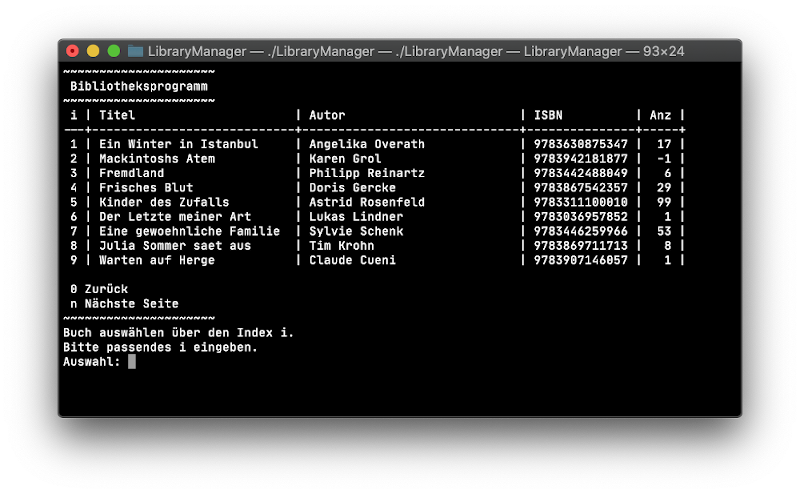 LibraryManager — ./LibraryManager — ./LibraryManager — LibraryManager — 93×24
~~~~~~~~~~~~~~~~~~~~~
Bibliotheksprogramm
~~~~~~~~~~~~~~~~~~~~~
i | Titel | Autor | ISBN | Anz |
---+----------------------------+------------------------------+---------------+-----+
1 | Ein Winter in Istanbul | Angelika Overath | 9783630875347 | 17 |
2 | Mackintoshs Atem | Karen Grol | 9783942181877 | -1 |
3 | Fremdland | Philipp Reinartz | 9783442488049 | 6 |
4 | Frisches Blut | Doris Gercke | 9783867542357 | 29 |
5 | Kinder des Zufalls | Astrid Rosenfeld | 9783311100010 | 99 |
6 | Der Letzte meiner Art | Lukas Lindner | 9783036957852 | 1 |
7 | Eine gewoehnliche Familie | Sylvie Schenk | 9783446259966 | 53 |
8 | Julia Sommer saet aus | Tim Krohn | 9783869711713 | 8 |
9 | Warten auf Herge | Claude Cueni | 9783907146057 | 1 |
0 Zurück
n Nächste Seite
~~~~~~~~~~~~~~~~~~~~~
Buch auswählen über den Index i.
Bitte passendes i eingeben.
Auswahl: